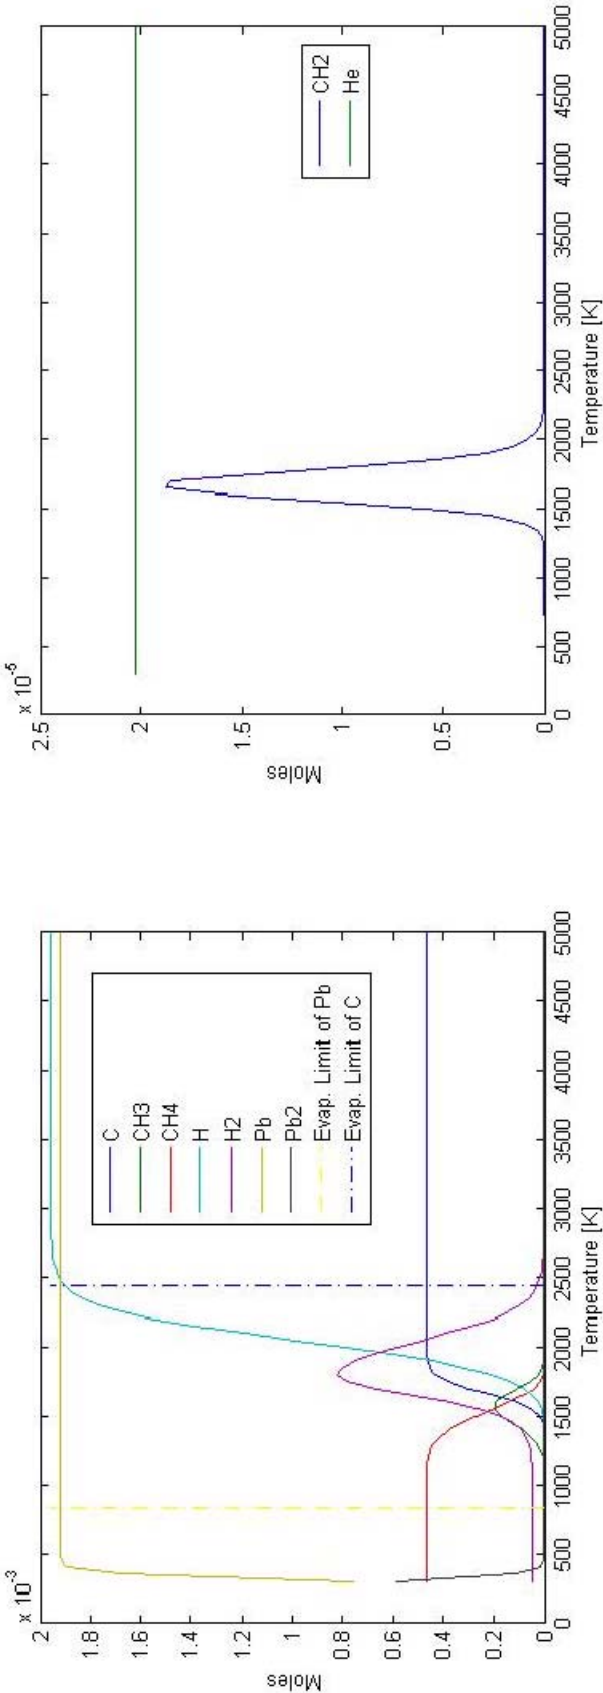 x 10-3
2
1.8
1.6
1.4
1.2
1
0.8
0.6
0.4
0.2
0
Moles
C
CH3
CH4
H
H2
Pb
Pb2
Evap. Limit of Pb
Evap. Limit of C
0 500 1000 1500 2000 2500 3000 3500 4000 4500 5000
Temperature [K]
x 10-5
2.5
2
1.5
1
0.5
0
Moles
CH2
He
0 500 1000 1500 2000 2500 3000 3500 4000 4500 5000
Temperature [K]